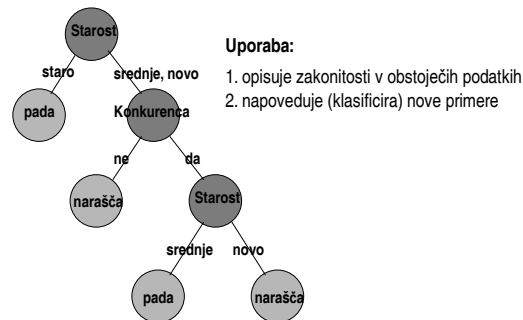 Starost
Uporaba:
staro
srednje, novo
1. opisuje zakonitosti v obstoječih podatkih
2. napoveduje (klasificira) nove primere
pada
Konkurenca
ne
da
narašča
Starost
srednje
novo
pada
narašča